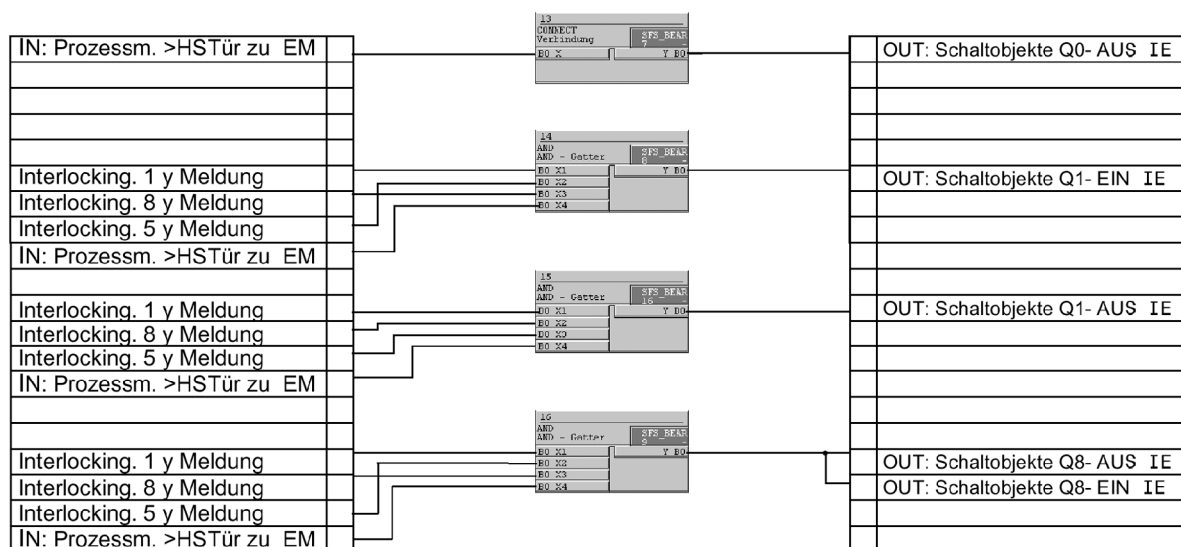 IN: Prozessm. >HSTür zu EM
Interlocking. 1 y Meldung
Interlocking. 8 y Meldung
Interlocking. 5 y Meldung
IN: Prozessm. >HSTür zu EM
Interlocking. 1 y Meldung
Interlocking. 8 y Meldung
Interlocking. 5 y Meldung
IN: Prozessm. >HSTür zu EM
Interlocking. 1 y Meldung
Interlocking. 8 y Meldung
Interlocking. 5 y Meldung
IN: Prozessm. >HSTür zu EM
13
CONNECT
Verbindung
SFS_BEAR
7 -
BO X Y BO
14
AND
AND - Gatter
SFS_BEAR
8 -
BO X1 Y BO
BO X2
BO X3
BO X4
15
AND
AND - Gatter
SFS_BEAR
16 -
BO X1 Y BO
BO X2
BO X3
BO X4
16
AND
AND - Gatter
SFS_BEAR
9 -
BO X1 Y BO
BO X2
BO X3
BO X4
OUT: Schaltobjekte Q0- AUS IE
OUT: Schaltobjekte Q1- EIN IE
OUT: Schaltobjekte Q1- AUS IE
OUT: Schaltobjekte Q8- AUS IE
OUT: Schaltobjekte Q8- EIN IE